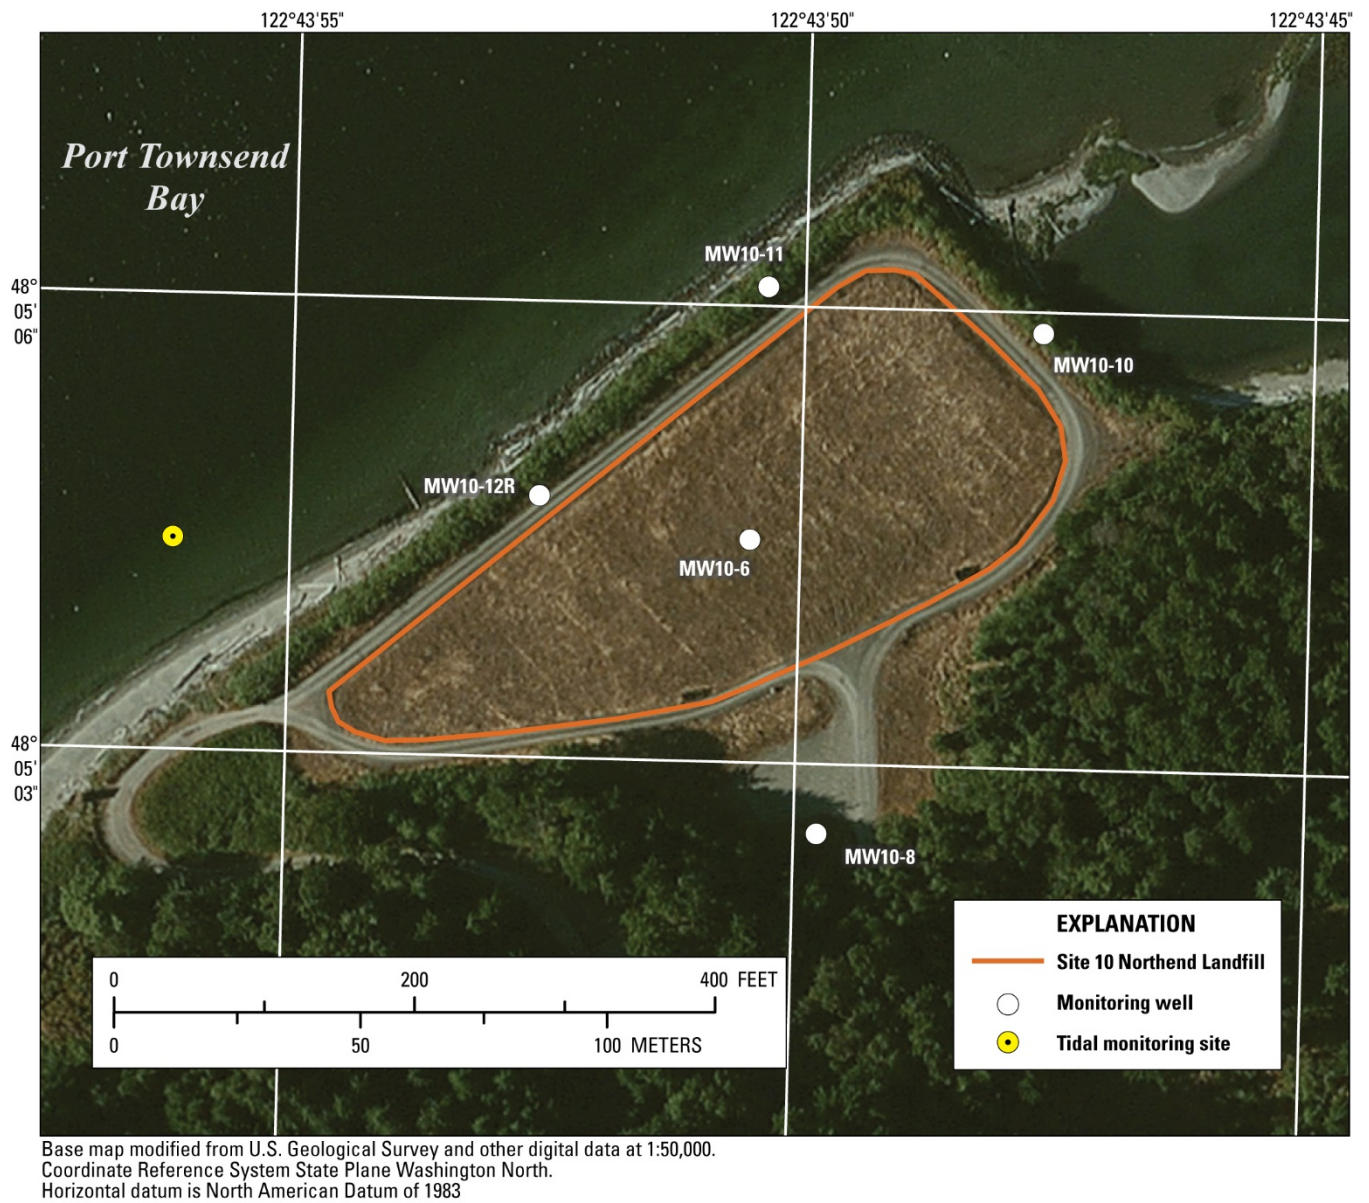 122°43'55"
122°43'50"
122°43'45"
Port Townsend
Bay
MW10-11
48°
05'
06"
MW10-10
MW10-12R
MW10-6
48°
05'
03"
MW10-8
EXPLANATION
Site 10 Northend Landfill
Monitoring well
Tidal monitoring site
0 200 400 FEET
0 50 100 METERS
Base map modified from U.S. Geological Survey and other digital data at 1:50,000.
Coordinate Reference System State Plane Washington North.
Horizontal datum is North American Datum of 1983